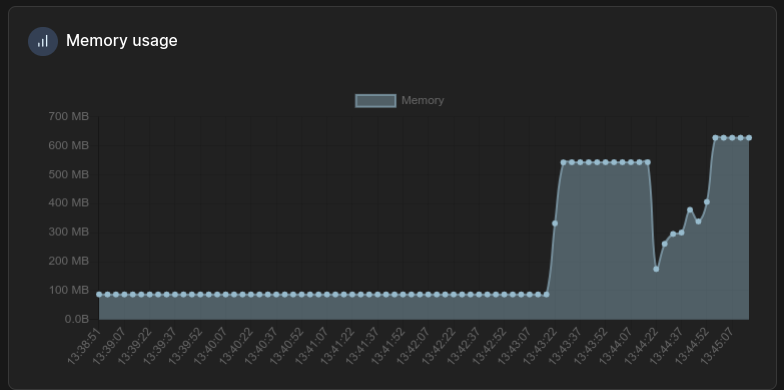 Memory usage
Memory
700 MB
600 MB
500 MB
400 MB
300 MB
200 MB
100 MB
0.0B
13:38:51
13:39:07
13:39:22
13:39:37
13:39:52
13:40:07
13:40:22
13:40:37
13:40:52
13:41:07
13:41:22
13:41:37
13:41:52
13:42:07
13:42:22
13:42:37
13:42:52
13:43:07
13:43:22
13:43:37
13:43:52
13:44:07
13:44:22
13:44:37
13:44:52
13:45:07